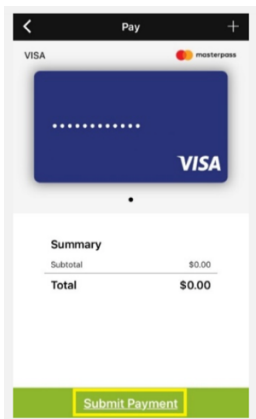 Pay +
VISA masterpass
VISA
Summary
Subtotal $0.00
Total $0.00
Submit Payment